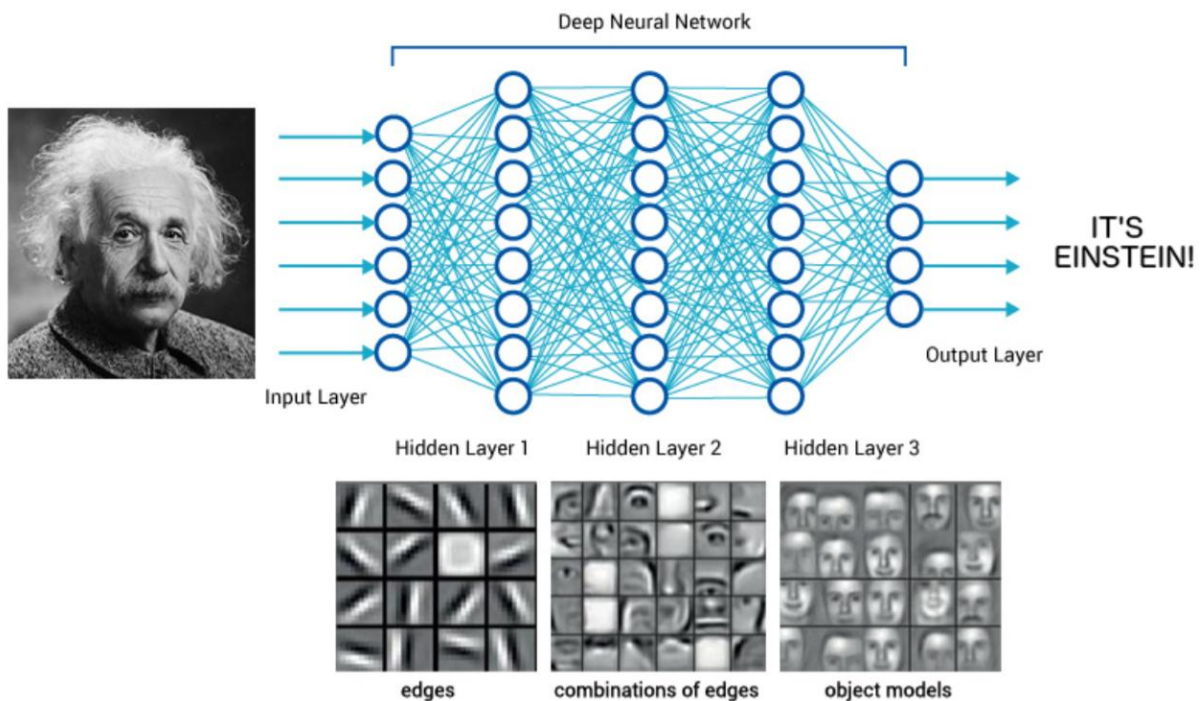 Deep Neural Network
IT'S
EINSTEIN!
Output Layer
Input Layer
Hidden Layer 1
Hidden Layer 2
Hidden Layer 3
edges
combinations of edges
object models